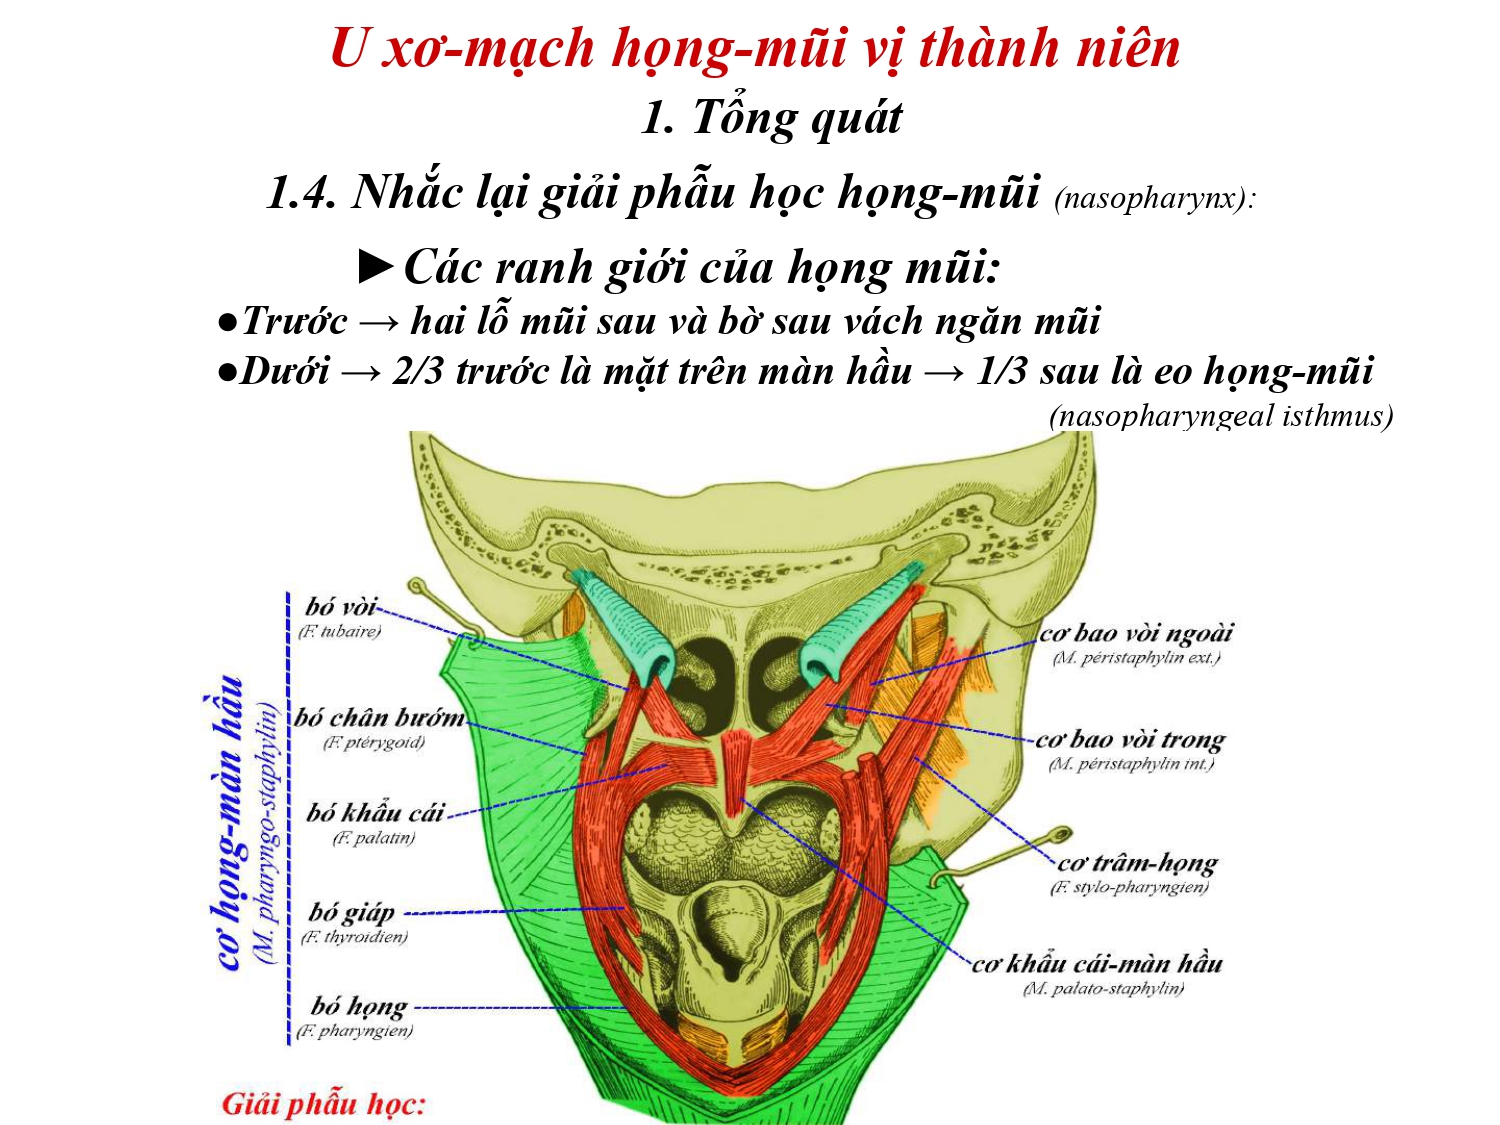 U xơ-mạch họng-mũi vị thành niên
1. Tổng quát
1.4. Nhắc lại giải phẫu học họng-mũi (nasopharynx):
►Các ranh giới của họng mũi:
●Trước → hai lỗ mũi sau và bờ sau vách ngăn mũi
●Dưới → 2/3 trước là mặt trên màn hầu → 1/3 sau là eo họng-mũi
(nasopharyngeal isthmus)
cơ họng-màn hầu
(M. pharyngo-staphylin)
bó vòi
(F. tubaire)
bó chân bướm
(F. ptérygoid)
bó khẩu cái
(F. palatin)
bó giáp
(F. thyroidien)
bó họng
(F. pharyngien)
cơ bao vòi ngoài
(M. péristaphylin ext.)
cơ bao vòi trong
(M. péristaphylin int.)
cơ trâm-họng
(F. stylo-pharyngien)
cơ khẩu cái-màn hầu
(M. palato-staphylin)
Giải phẫu học: